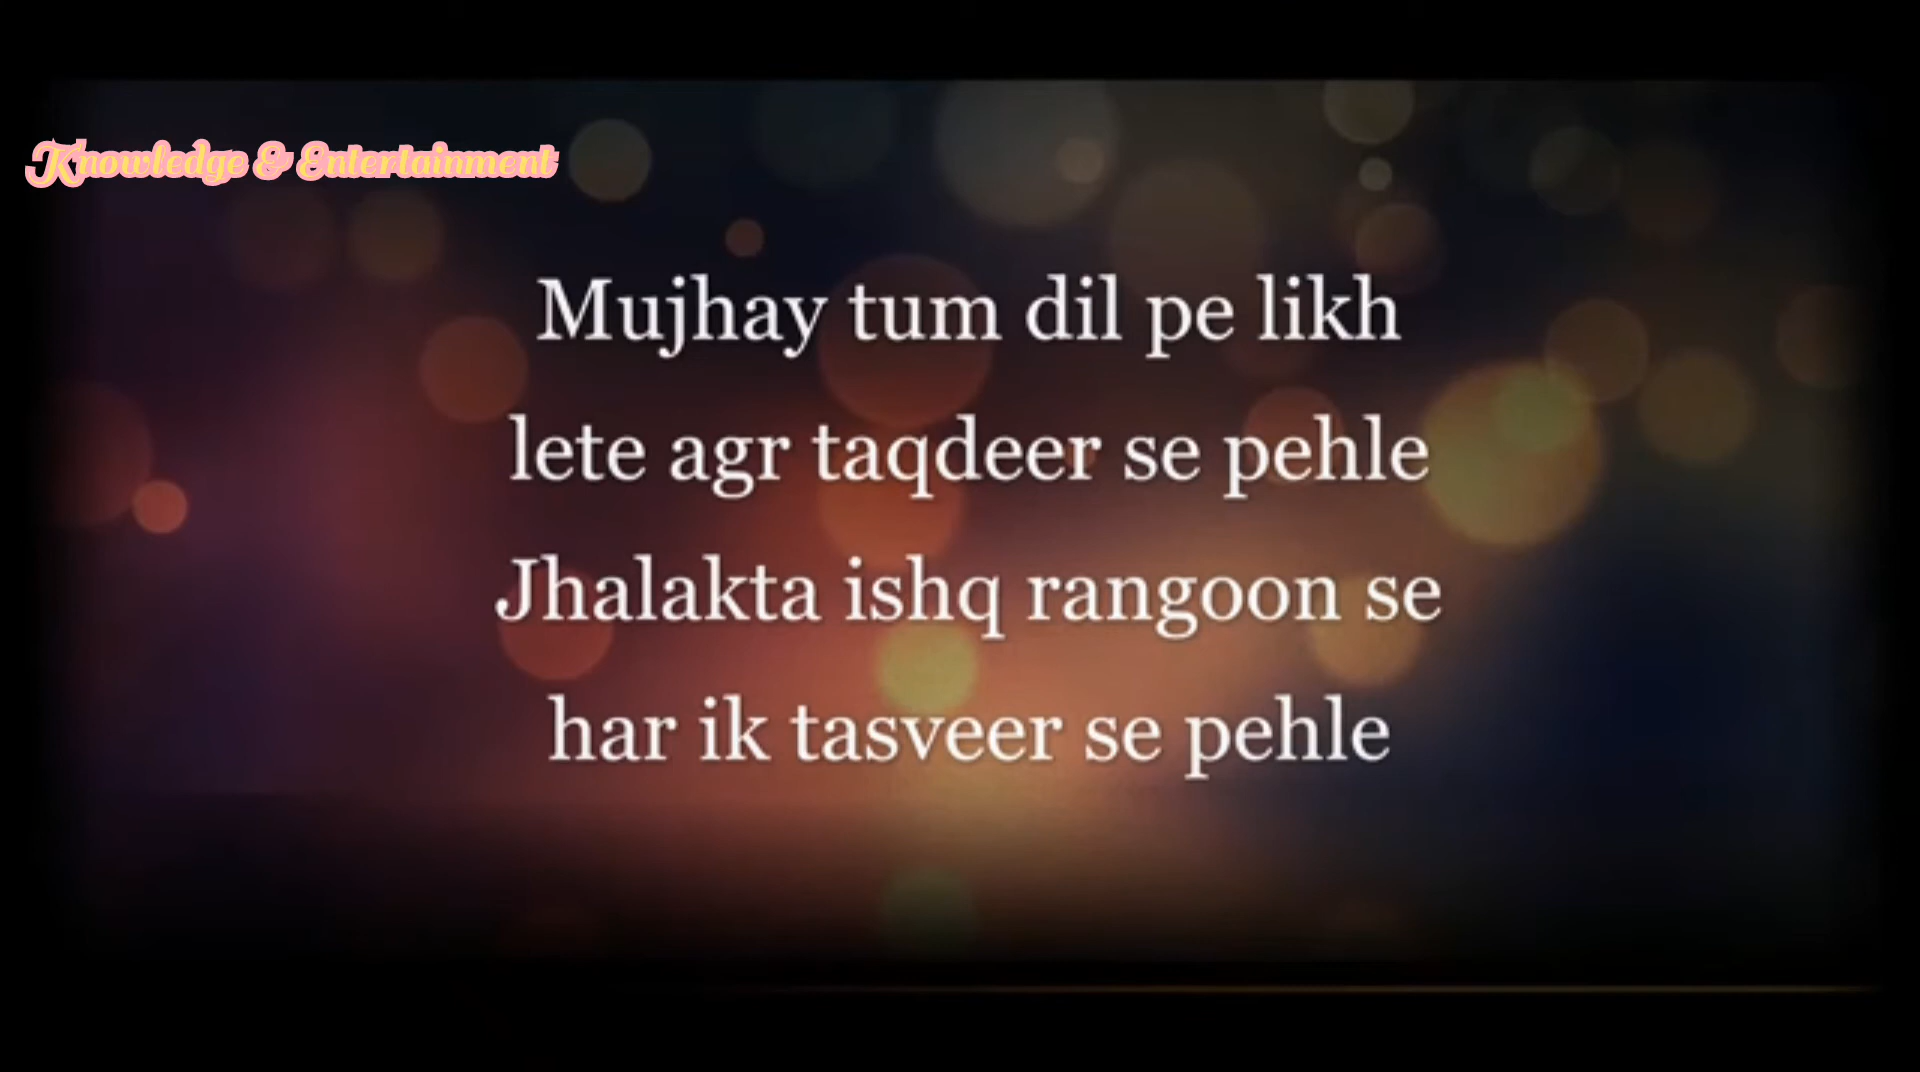 Knowledge & Entertainment
Mujhay tum dil pe likh
lete agr taqdeer se pehle
Jhalakta ishq rangoon se
har ik tasveer se pehle